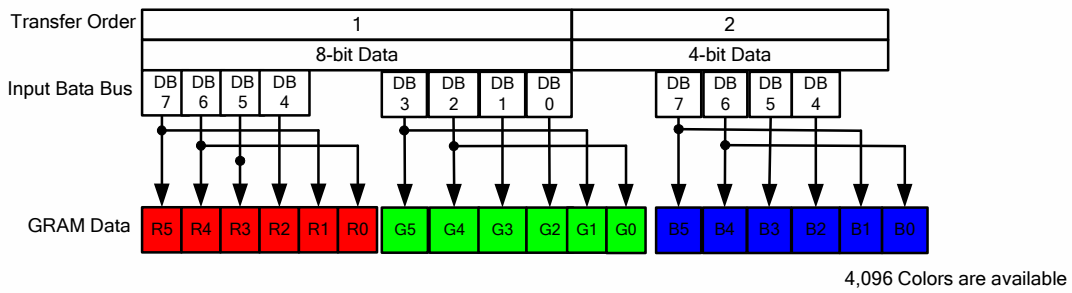 Transfer Order 1 2
8-bit Data 4-bit Data
Input Bata Bus DB 7 DB 6 DB 5 DB 4 DB 3 DB 2 DB 1 DB 0 DB 7 DB 6 DB 5 DB 4
GRAM Data R5 R4 R3 R2 R1 R0 G5 G4 G3 G2 G1 G0 B5 B4 B3 B2 B1 B0
4,096 Colors are available